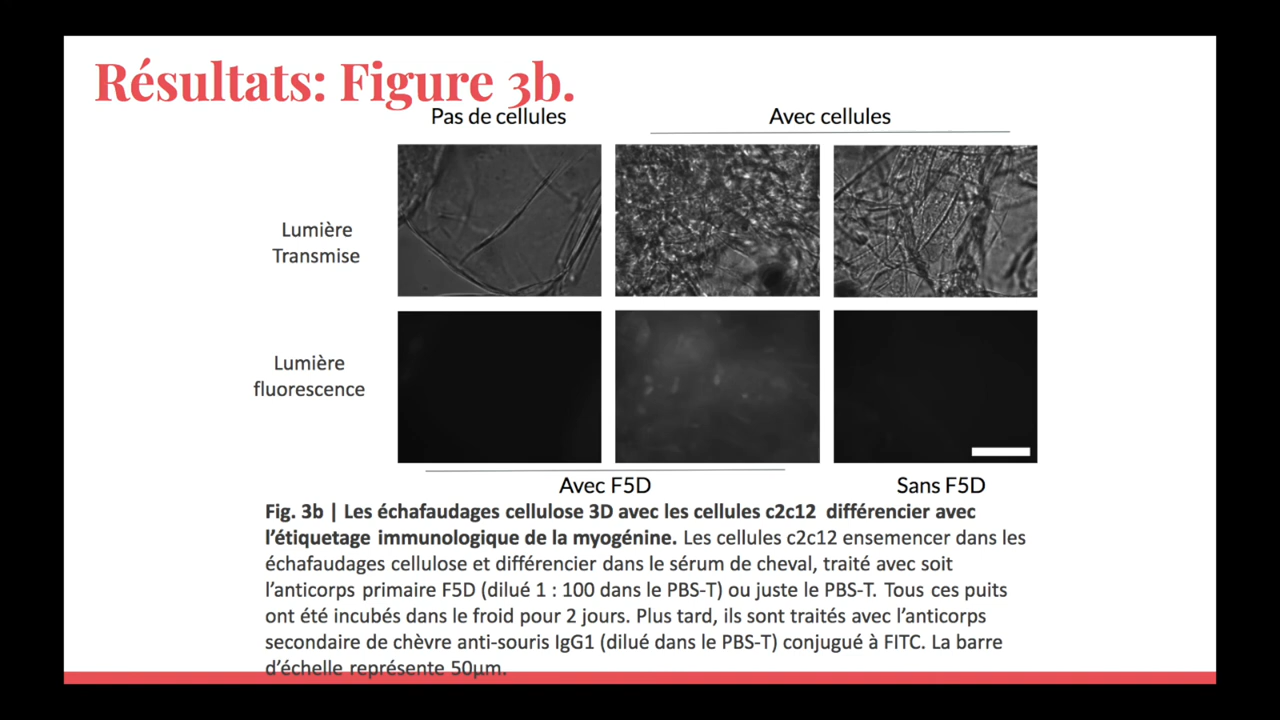 Résultats: Figure 3b.
Pas de cellules
Avec cellules
Lumière
Transmise
Lumière
fluorescence
Avec F5D
Sans F5D
Fig. 3b | Les échafaudages cellulose 3D avec les cellules c2c12 différencier avec
l’étiquetage immunologique de la myogénine. Les cellules c2c12 ensemencer dans les
échafaudages cellulose et différencier dans le sérum de cheval, traité avec soit
l’anticorps primaire F5D (dilué 1 : 100 dans le PBS-T) ou juste le PBS-T. Tous ces puits
ont été incubés dans le froid pour 2 jours. Plus tard, ils sont traités avec l’anticorps
secondaire de chèvre anti-souris IgG1 (dilué dans le PBS-T) conjugué à FITC. La barre
d’échelle représente 50µm.